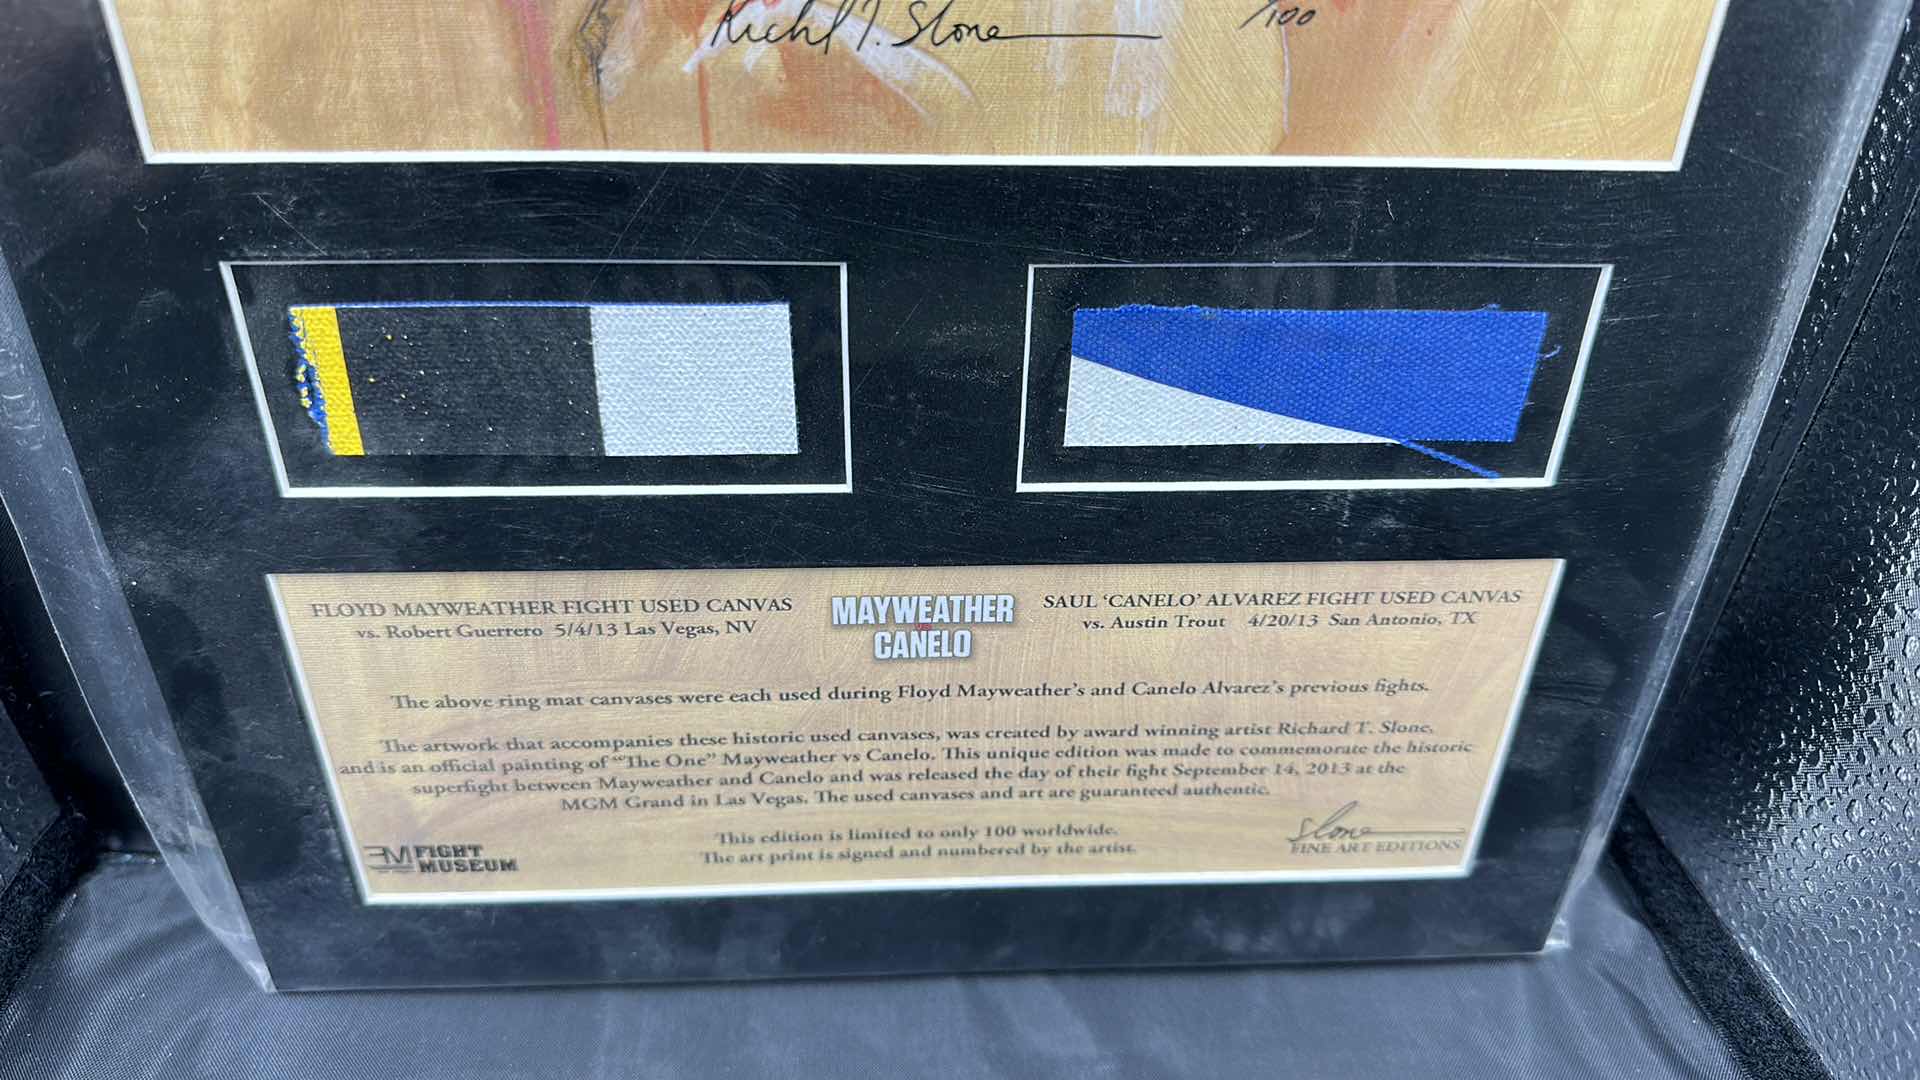 Richd T. Slone
/100
FLOYD MAYWEATHER FIGHT USED CANVAS
vs. Robert Guerrero 5/4/13 Las Vegas, NV
MAYWEATHER
VS
CANELO
SAUL ‘CANELO’ ALVAREZ FIGHT USED CANVAS
vs. Austin Trout 4/20/13 San Antonio, TX
The above ring mat canvases were each used during Floyd Mayweather's and Canelo Alvarez's previous fights.
The artwork that accompanies these historic used canvases, was created by award winning artist Richard T. Slone,
and is an official painting of “The One” Mayweather vs Canelo. This unique edition was made to commemorate the historic
superfight between Mayweather and Canelo and was released the day of their fight September 14, 2013 at the
MGM Grand in Las Vegas. The used canvases and art are guaranteed authentic.
This edition is limited to only 100 worldwide.
The art print is signed and numbered by the artist.
FM FIGHT
MUSEUM
Slone
FINE ART EDITIONS